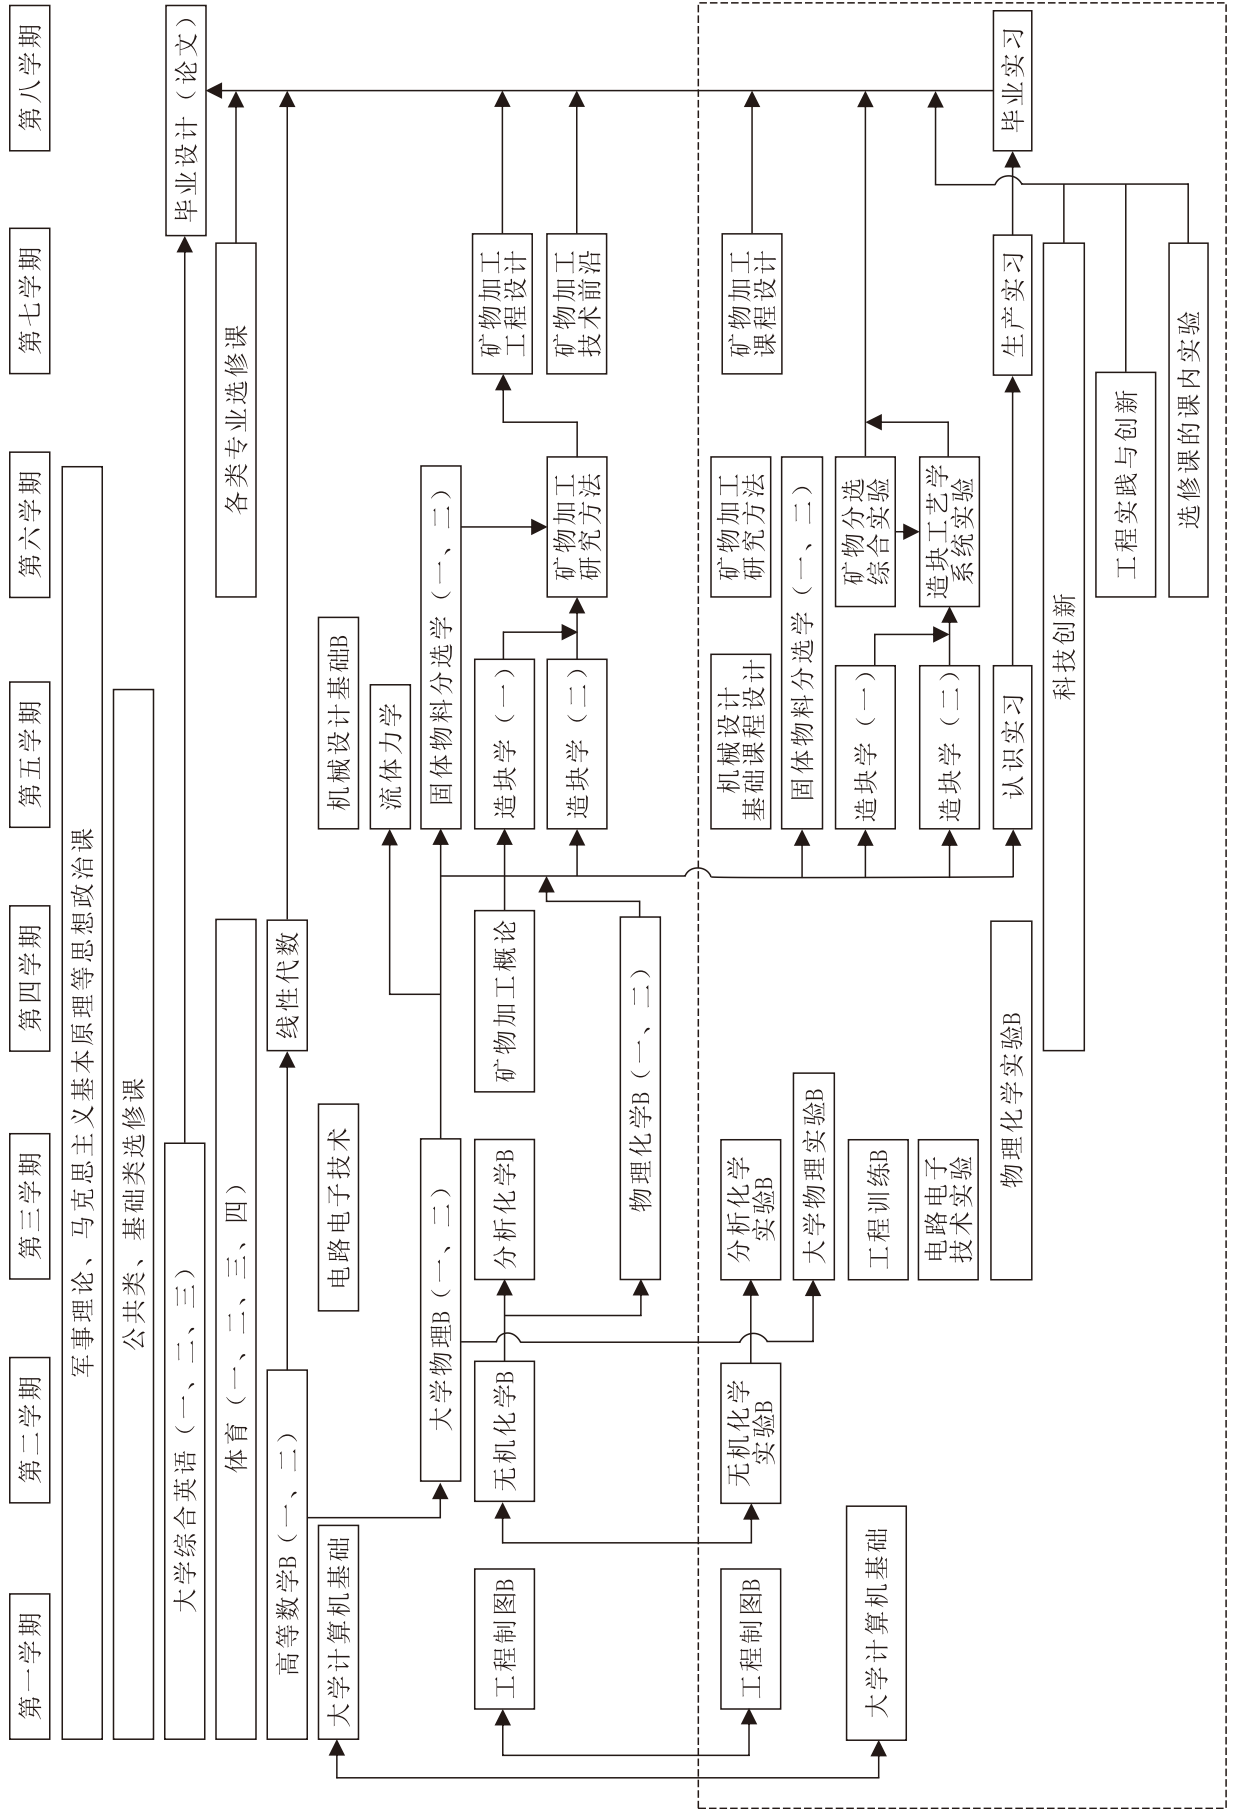 第一学期
第二学期
第三学期
第四学期
第五学期
第六学期
第七学期
第八学期
军事理论、马克思主义基本原理等思想政治课
公共类、基础类选修课
大学综合英语（一、二、三）
毕业设计（论文）
体育（一、二、三、四）
各类专业选修课
高等数学B（一、二）
线性代数
大学计算机基础
电路电子技术
机械设计基础B
流体力学
大学物理B（一、二）
固体物料分选学（一、二）
工程制图B
无机化学B
分析化学B
矿物加工概论
造块学（一）
矿物加工
工程设计
造块学（二）
矿物加工
研究方法
矿物加工
技术前沿
物理化学B（一、二）
工程制图B
无机化学
实验B
分析化学
实验B
机械设计
基础课程设计
矿物加工
研究方法
矿物加工
课程设计
大学物理实验B
固体物料分选学（一、二）
大学计算机基础
工程训练B
造块学（一）
矿物分选
综合实验
电路电子
技术实验
造块学（二）
造块工艺学
系统实验
物理化学实验B
认识实习
生产实习
毕业实习
科技创新
工程实践与创新
选修课的课内实验